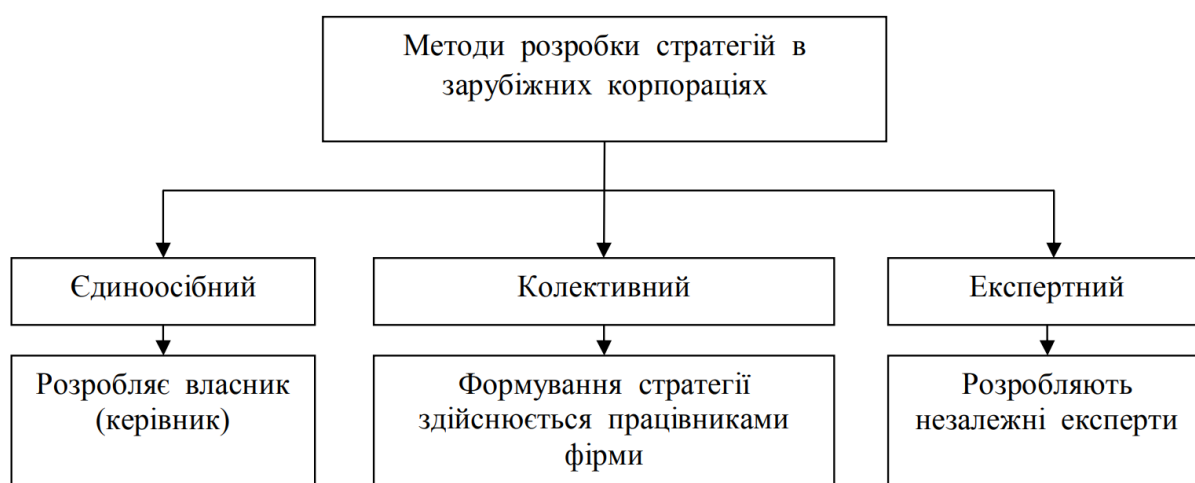 Методи розробки стратегій в
зарубіжних корпораціях
Єдиноосібний
Колективний
Експертний
Розробляє власник
(керівник)
Формування стратегії
здійснюється працівниками
фірми
Розробляють
незалежні експерти